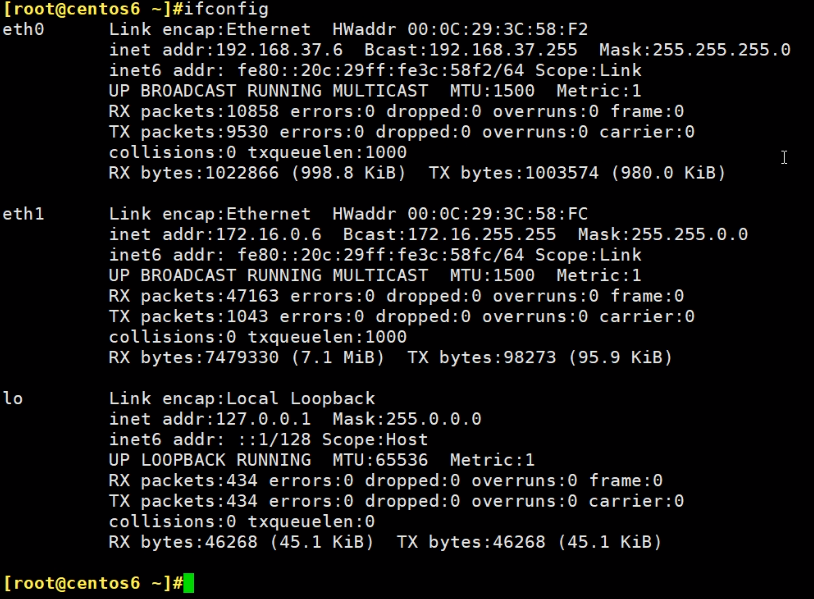 [root@centos6 ~]#ifconfig
eth0      Link encap:Ethernet  HWaddr 00:0C:29:3C:58:F2
          inet addr:192.168.37.6  Bcast:192.168.37.255  Mask:255.255.255.0
          inet6 addr: fe80::20c:29ff:fe3c:58f2/64 Scope:Link
          UP BROADCAST RUNNING MULTICAST  MTU:1500  Metric:1
          RX packets:10858 errors:0 dropped:0 overruns:0 frame:0
          TX packets:9530 errors:0 dropped:0 overruns:0 carrier:0
          collisions:0 txqueuelen:1000
          RX bytes:1022866 (998.8 KiB)  TX bytes:1003574 (980.0 KiB)

eth1      Link encap:Ethernet  HWaddr 00:0C:29:3C:58:FC
          inet addr:172.16.0.6  Bcast:172.16.255.255  Mask:255.255.0.0
          inet6 addr: fe80::20c:29ff:fe3c:58fc/64 Scope:Link
          UP BROADCAST RUNNING MULTICAST  MTU:1500  Metric:1
          RX packets:47163 errors:0 dropped:0 overruns:0 frame:0
          TX packets:1043 errors:0 dropped:0 overruns:0 carrier:0
          collisions:0 txqueuelen:1000
          RX bytes:7479330 (7.1 MiB)  TX bytes:98273 (95.9 KiB)

lo        Link encap:Local Loopback
          inet addr:127.0.0.1  Mask:255.0.0.0
          inet6 addr: ::1/128 Scope:Host
          UP LOOPBACK RUNNING  MTU:65536  Metric:1
          RX packets:434 errors:0 dropped:0 overruns:0 frame:0
          TX packets:434 errors:0 dropped:0 overruns:0 carrier:0
          collisions:0 txqueuelen:0
          RX bytes:46268 (45.1 KiB)  TX bytes:46268 (45.1 KiB)

[root@centos6 ~]#